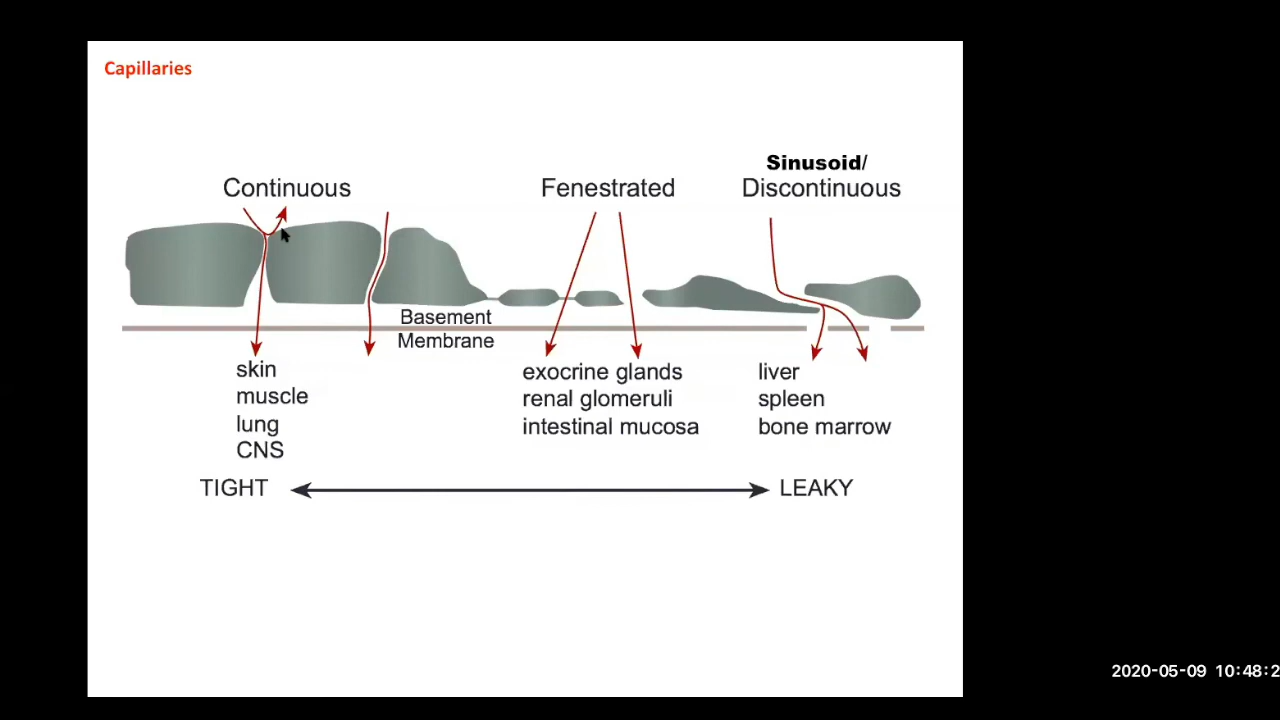 Capillaries
Continuous
Fenestrated
Sinusoid/
Discontinuous
Basement
Membrane
skin
muscle
lung
CNS
exocrine glands
renal glomeruli
intestinal mucosa
liver
spleen
bone marrow
TIGHT
LEAKY
2020-05-09 10:48:2